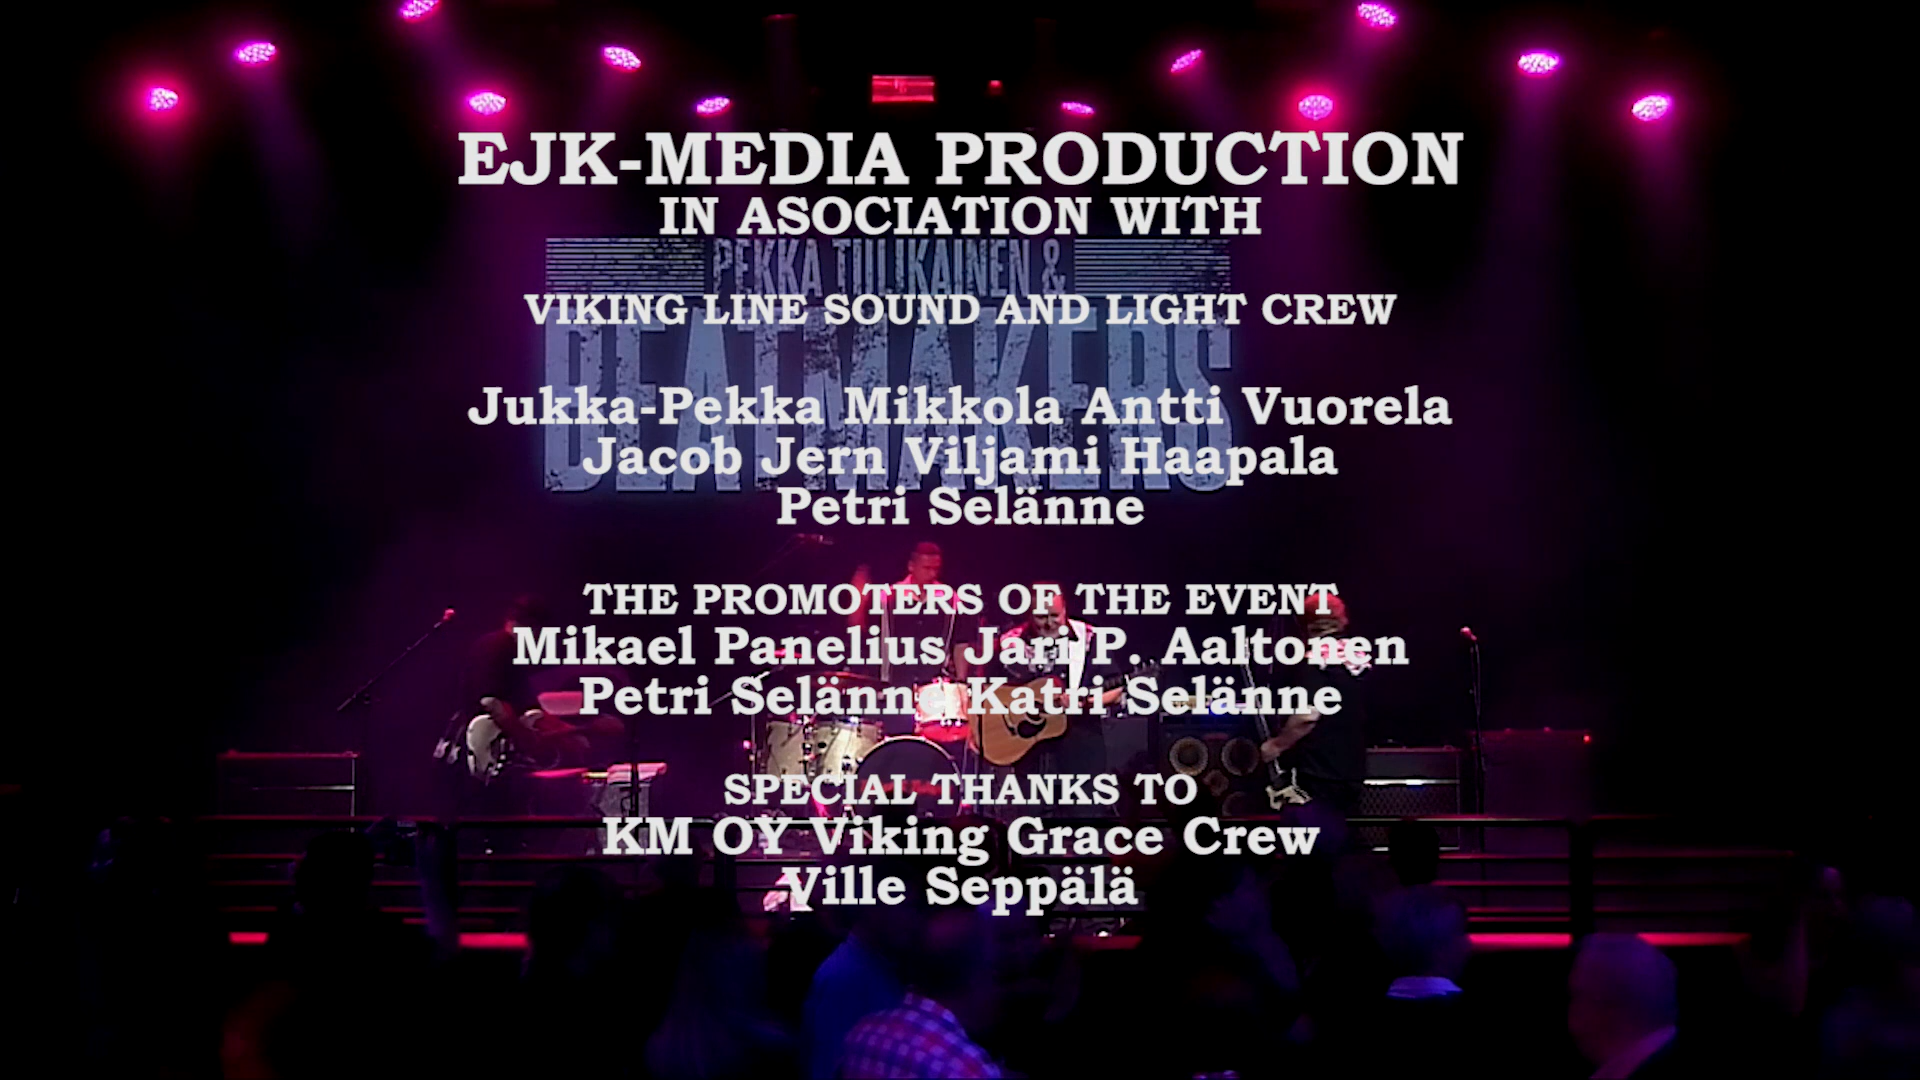 EJK-MEDIA PRODUCTION
IN ASOCIATION WITH
PEKKA TIILIKAINEN &
VIKING LINE SOUND AND LIGHT CREW
BEATMAKERS
Jukka-Pekka Mikkola Antti Vuorela
Jacob Jern Viljami Haapala
Petri Selänne
THE PROMOTERS OF THE EVENT
Mikael Panelius Jari P. Aaltonen
Petri Selänne Katri Selänne
SPECIAL THANKS TO
KM OY Viking Grace Crew
Ville Seppälä